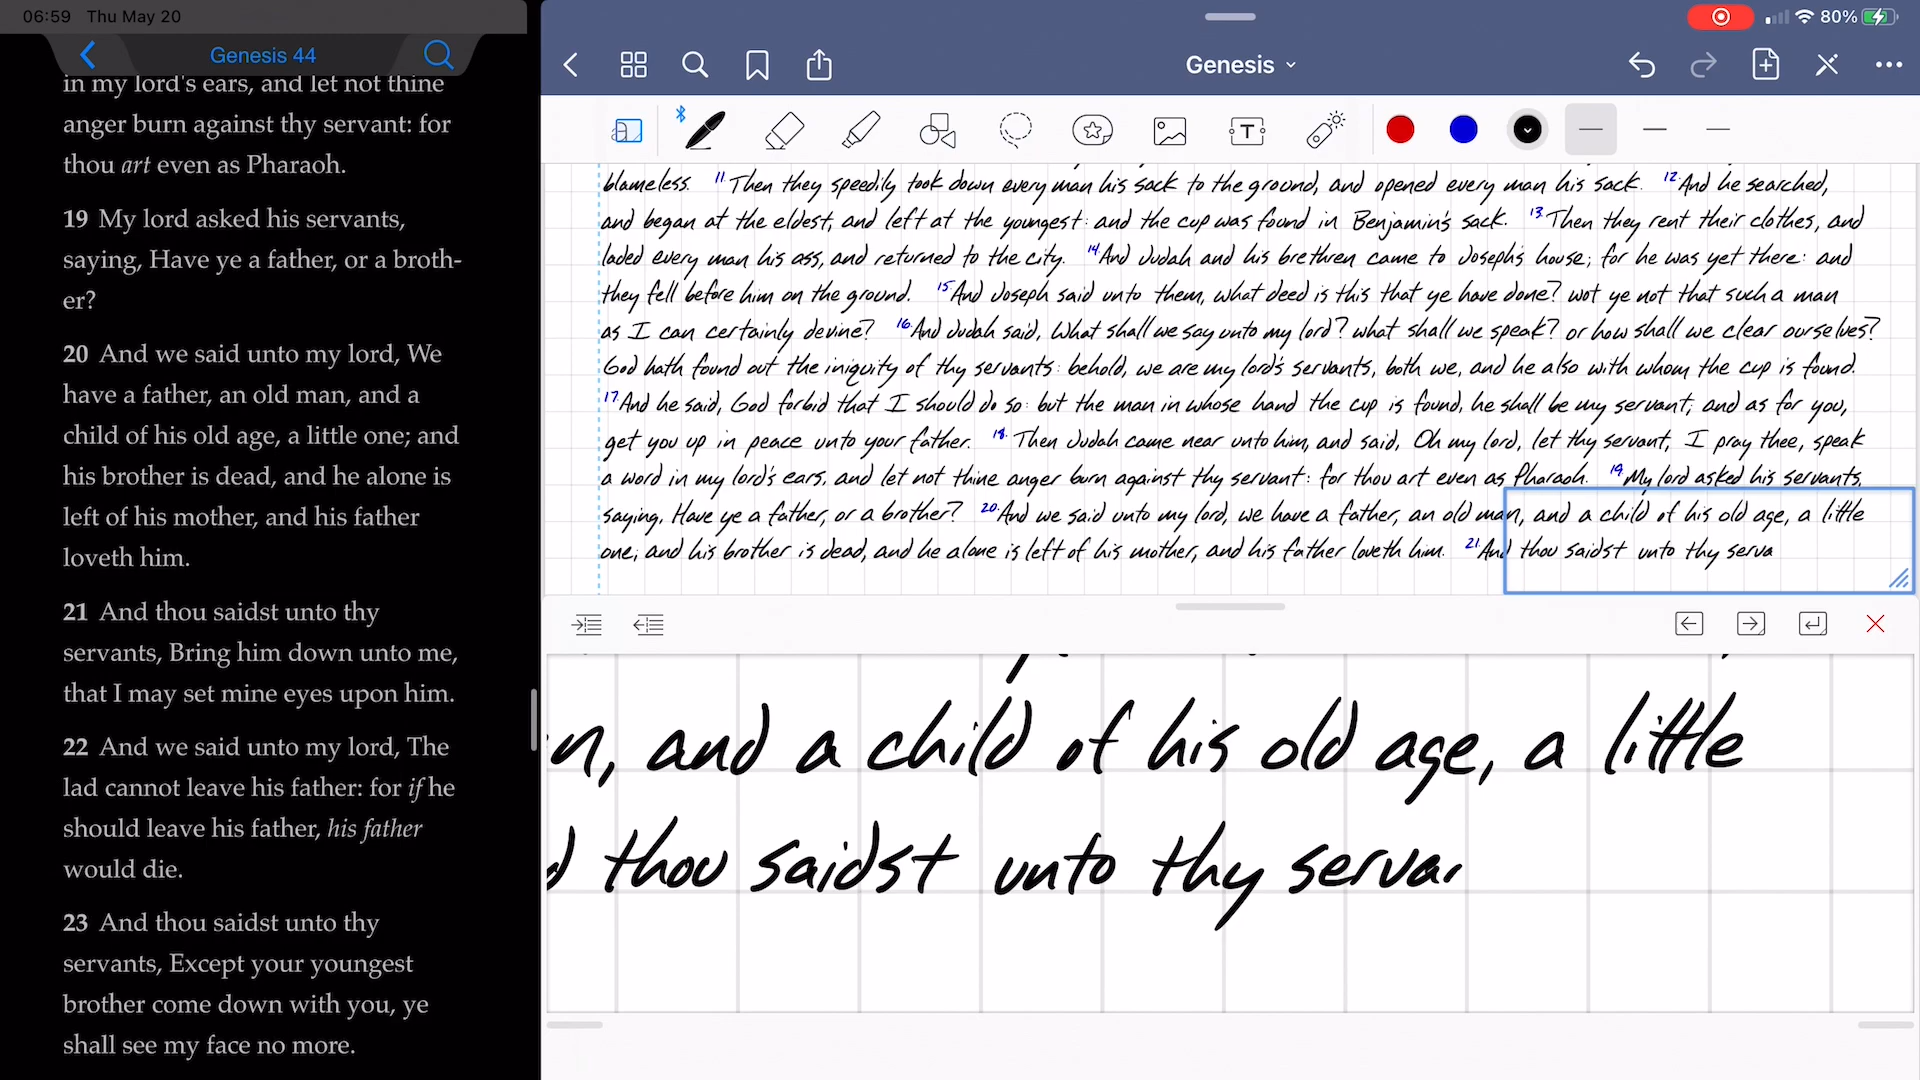 06:59 Thu May 20
Genesis 44
in my lord's ears, and let not thine
anger burn against thy servant: for
thou art even as Pharaoh.
19 My lord asked his servants,
saying, Have ye a father, or a broth-
er?
20 And we said unto my lord, We
have a father, an old man, and a
child of his old age, a little one; and
his brother is dead, and he alone is
left of his mother, and his father
loveth him.
21 And thou saidst unto thy
servants, Bring him down unto me,
that I may set mine eyes upon him.
22 And we said unto my lord, The
lad cannot leave his father: for if he
should leave his father, his father
would die.
23 And thou saidst unto thy
servants, Except your youngest
brother come down with you, ye
shall see my face no more.
80%
Genesis
blameless. 11. Then they speedily took down every man his sack to the ground, and opened every man his sack. 12. And he searched,
and began at the eldest, and left at the youngest: and the cup was found in Benjamin's sack. 13. Then they rent their clothes, and
laded every man his ass, and returned to the city. 14. And Judah and his brethren came to Joseph's house; for he was yet there: and
they fell before him on the ground. 15. And Joseph said unto them, What deed is this that ye have done? wot ye not that such a man
as I can certainly devine? 16. And Judah said, What shall we say unto my lord? what shall we speak? or how shall we clear ourselves?
God hath found out the iniquity of thy servants: behold, we are my lord's servants, both we, and he also with whom the cup is found.
17. And he said, God forbid that I should do so: but the man in whose hand the cup is found, he shall be my servant; and as for you,
get you up in peace unto your father. 18. Then Judah came near unto him, and said, Oh my lord, let thy servant, I pray thee, speak
a word in my lord's ears, and let not thine anger burn against thy servant: for thou art even as Pharaoh. 19. My lord asked his servants,
saying, Have ye a father, or a brother? 20. And we said unto my lord, we have a father, an old man, and a child of his old age, a little
one; and his brother is dead, and he alone is left of his mother, and his father loveth him. 21. And thou saidst unto thy serva
n, and a child of his old age, a little
d thou saidst unto thy servar